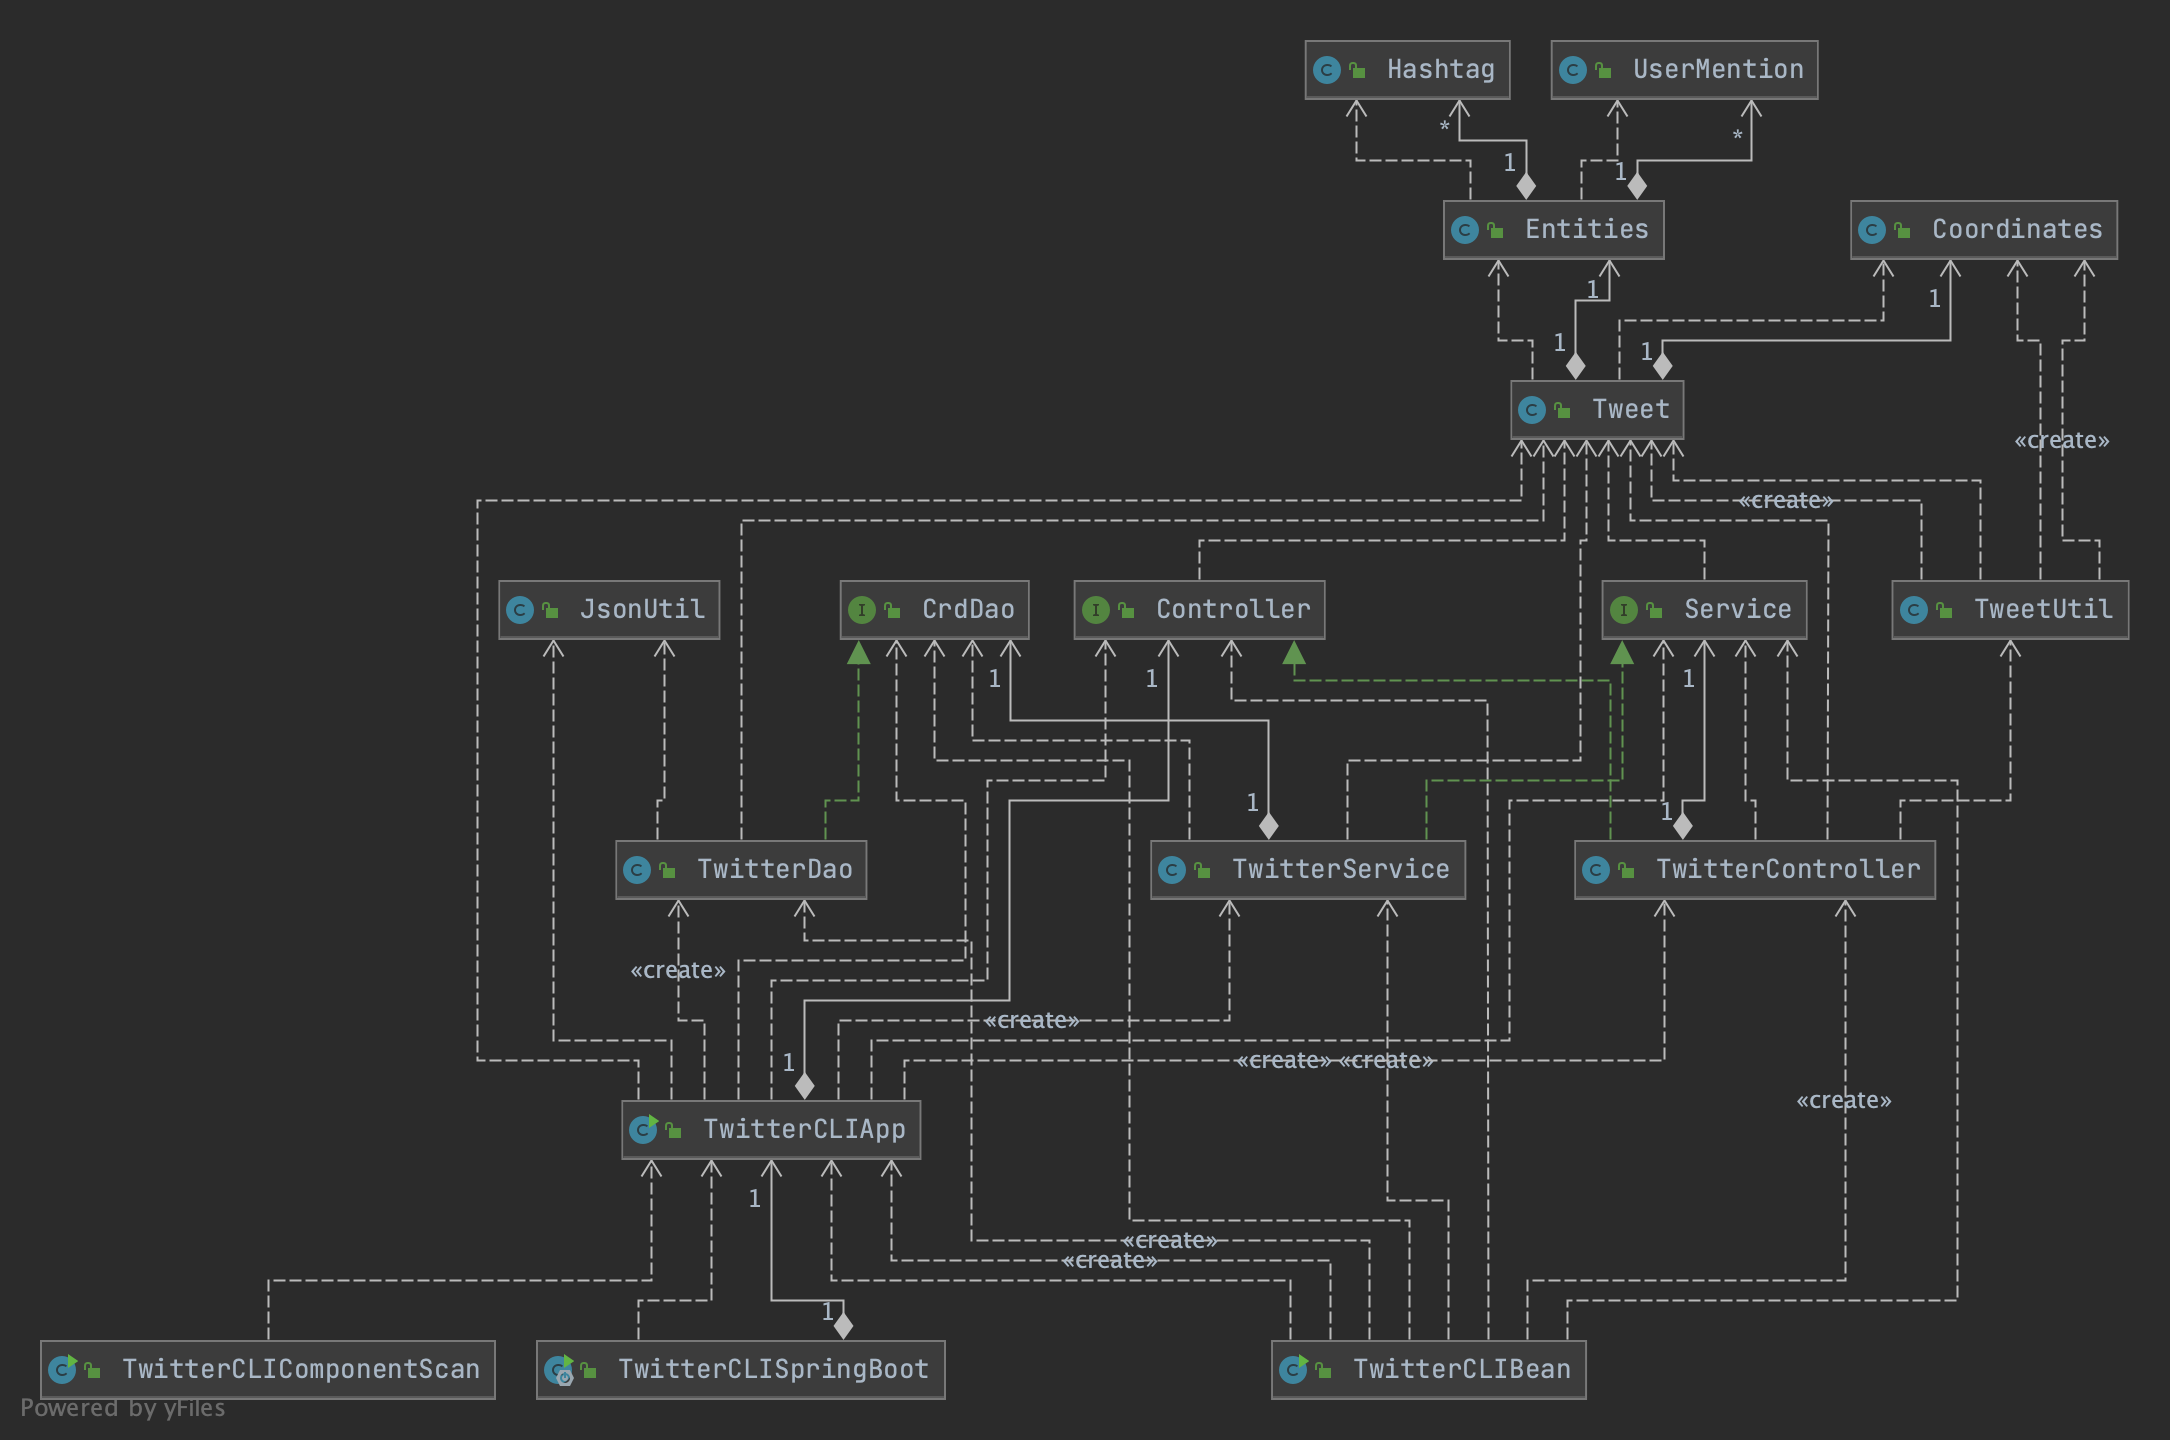 Hashtag
UserMention
*
*
1
1
Entities
Coordinates
1
1
1
1
Tweet
«create»
«create»
JsonUtil
CrdDao
Controller
Service
TweetUtil
1
1
1
1
1
TwitterDao
TwitterService
TwitterController
«create»
«create»
1
«create»
«create»
«create»
TwitterCLIApp
1
«create»
«create»
1
TwitterCLIComponentScan
TwitterCLISpringBoot
TwitterCLIBean
Powered by yFiles